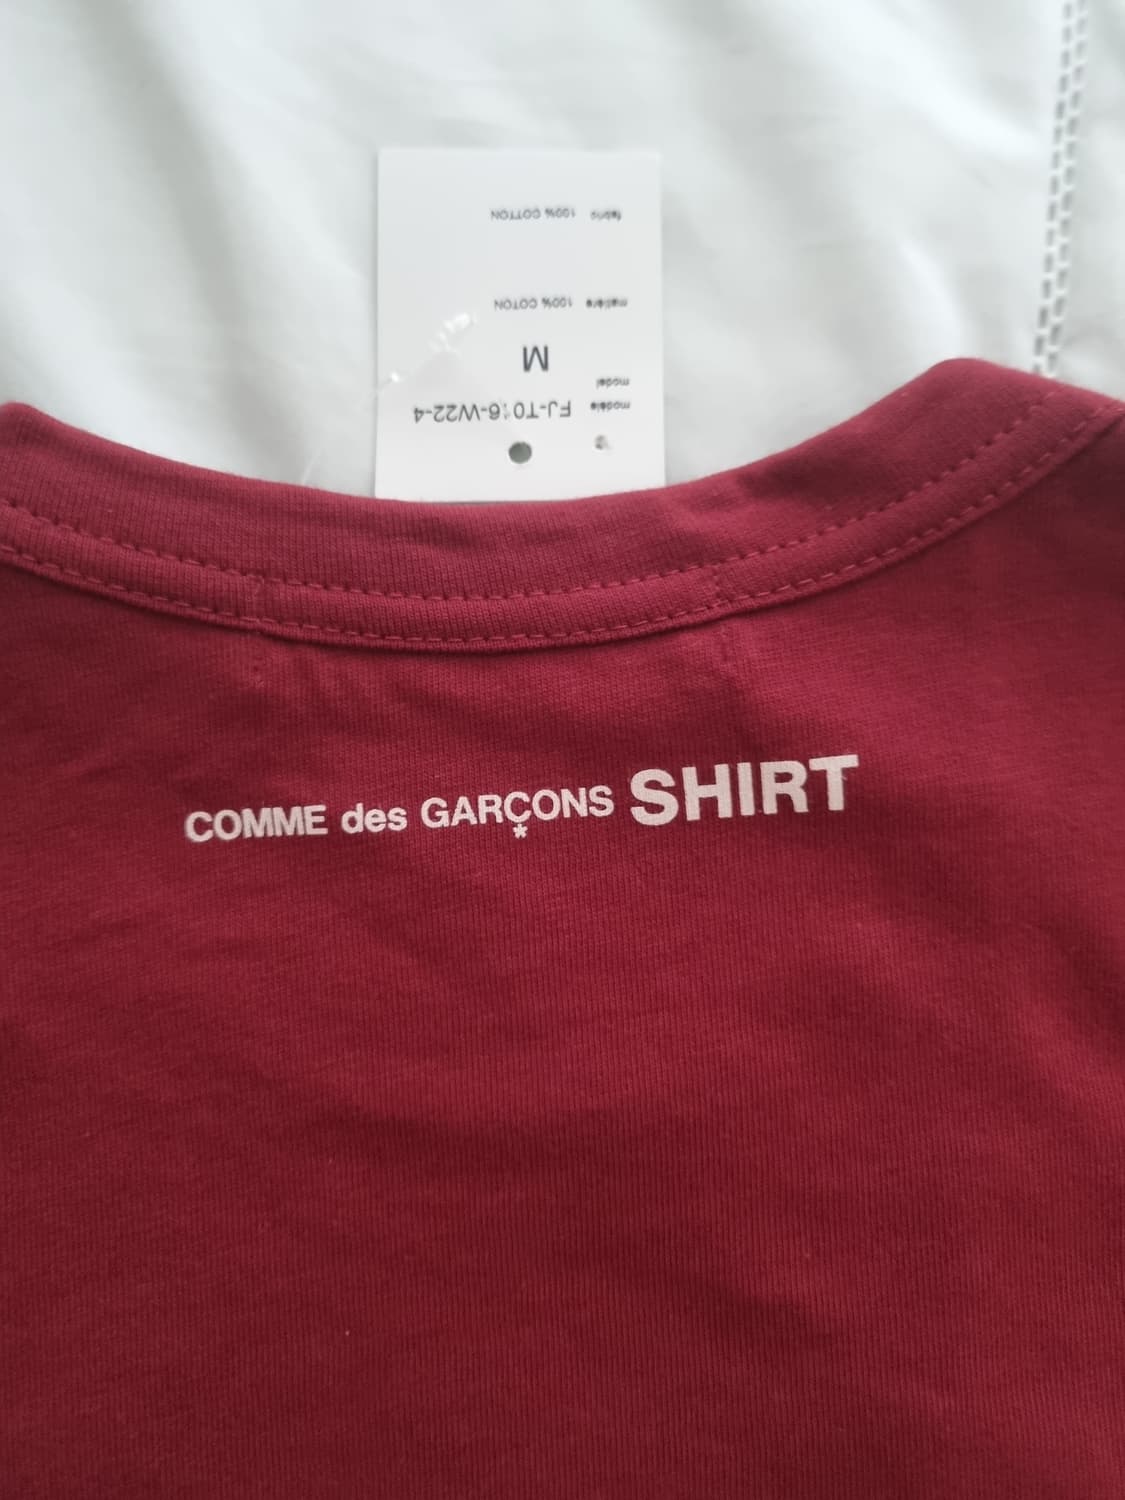 modèle FJ-T016-W22-4
model
M
matière 100% COTON
fabric 100% COTTON
COMME des GARÇONS SHIRT
*